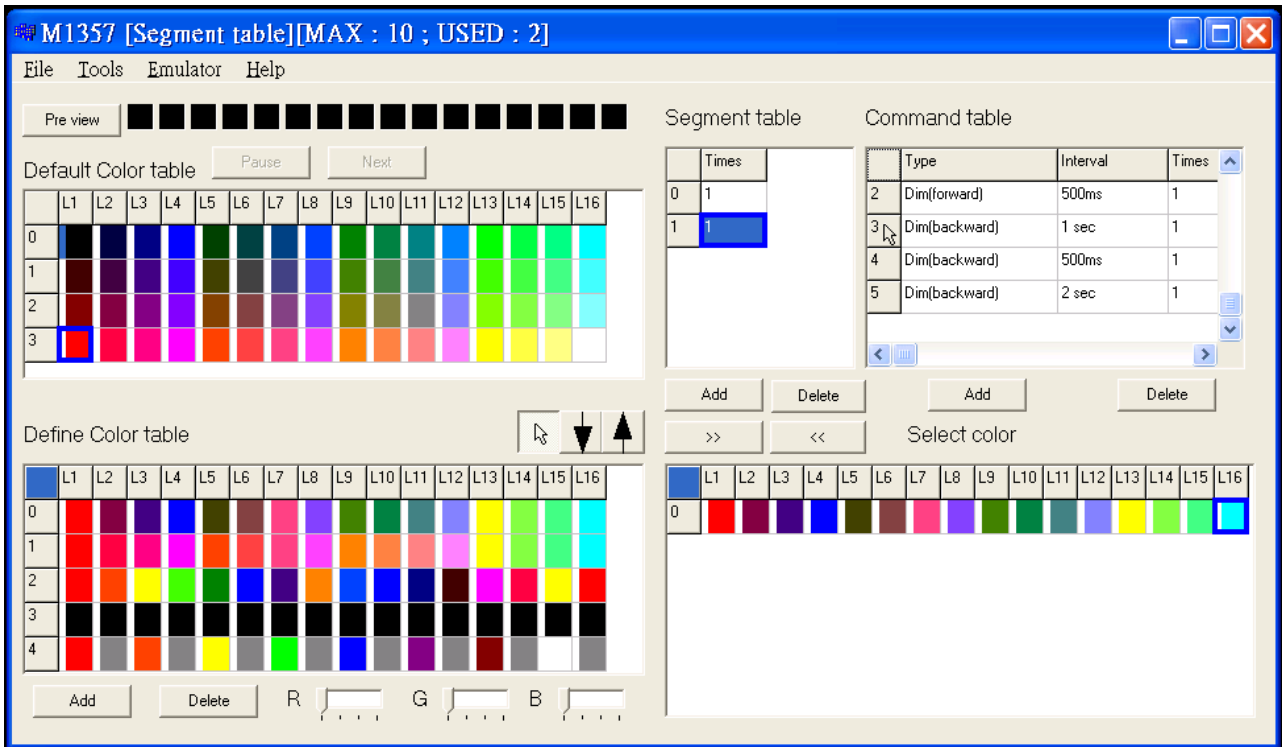 M1357 [Segment table][MAX : 10 ; USED : 2]
File Tools Emulator Help
Pre view
Default Color table
Pause Next
L1 L2 L3 L4 L5 L6 L7 L8 L9 L10 L11 L12 L13 L14 L15 L16
0
1
2
3
Segment table
Times
0 1
1 1
Command table
Type Interval Times
2 Dim(forward) 500ms 1
3 Dim(backward) 1 sec 1
4 Dim(backward) 500ms 1
5 Dim(backward) 2 sec 1
Add Delete Add Delete
>> << Select color
Define Color table
L1 L2 L3 L4 L5 L6 L7 L8 L9 L10 L11 L12 L13 L14 L15 L16
0
1
2
3
4
Add Delete R G B
L1 L2 L3 L4 L5 L6 L7 L8 L9 L10 L11 L12 L13 L14 L15 L16
0